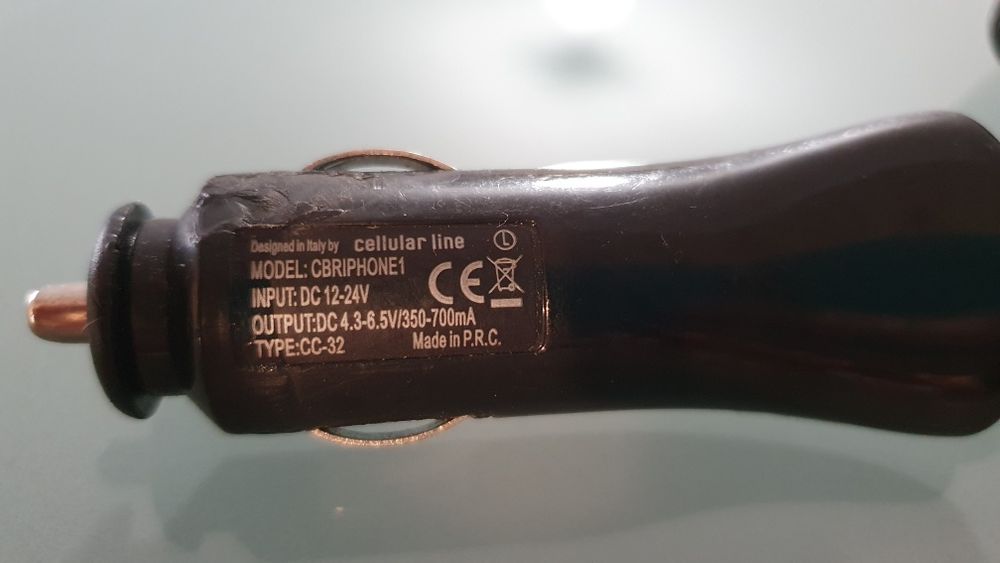 Designed in Italy by cellular line
MODEL: CBRIPHONE1
INPUT: DC 12-24V
OUTPUT:DC 4.3-6.5V/350-700mA
TYPE:CC-32 Made in P.R.C.
L
CE